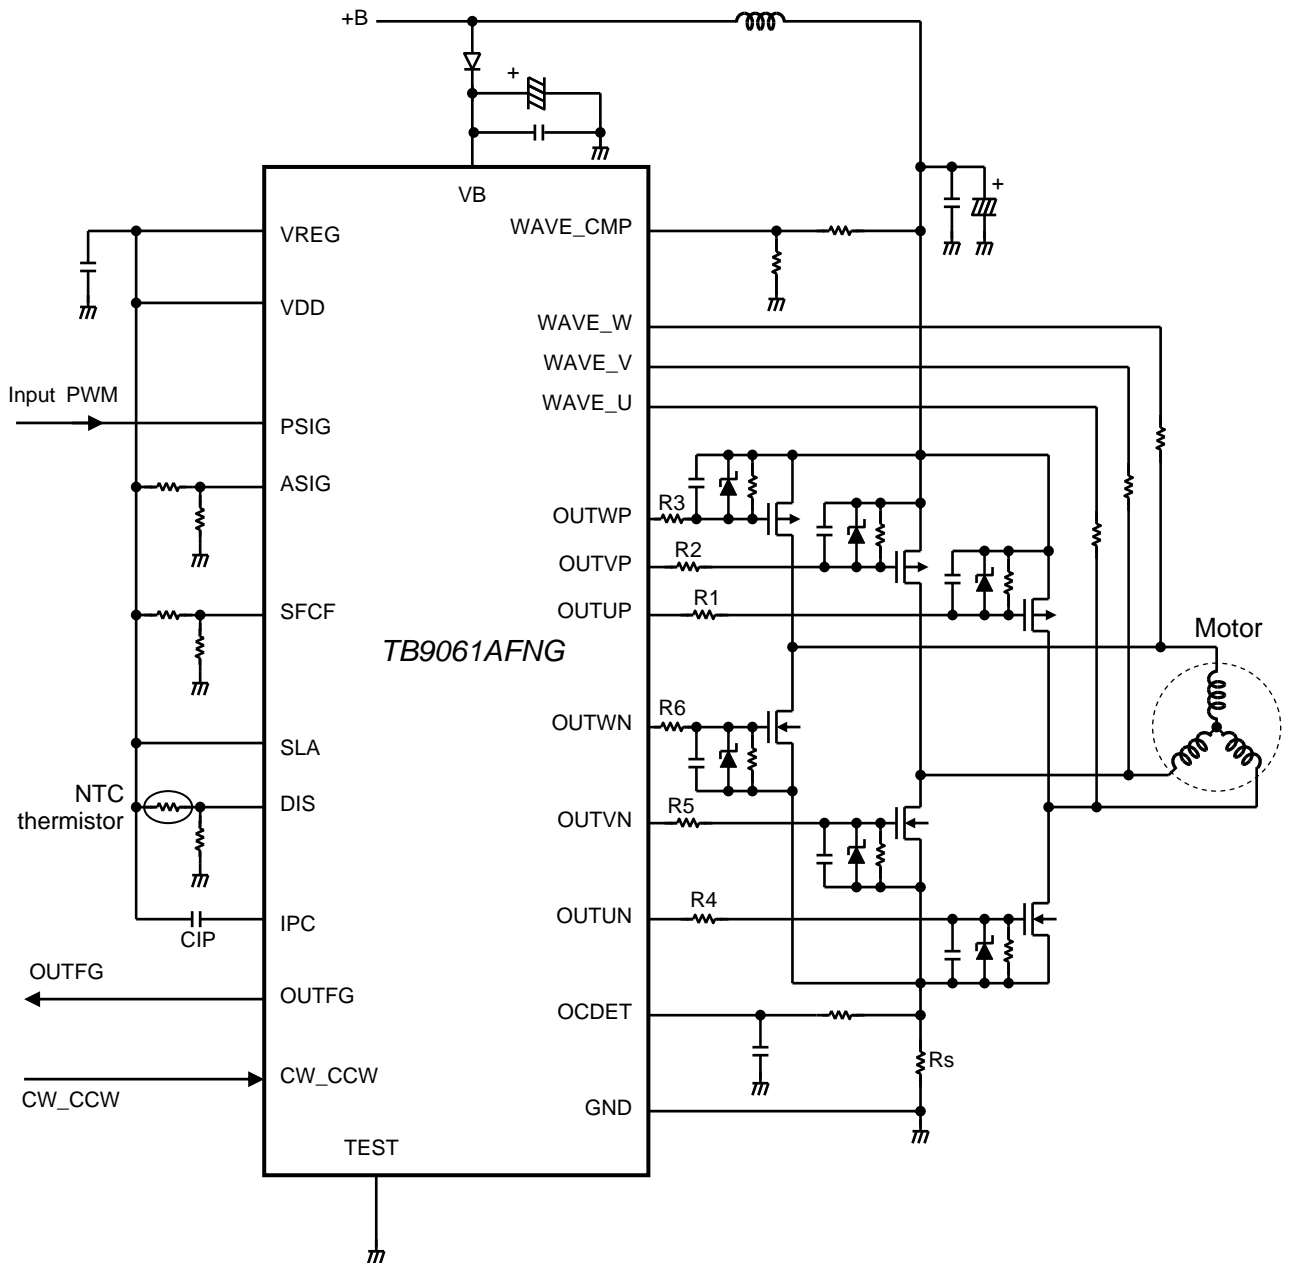 +B
+
VB
+
VREG
WAVE_CMP
VDD
WAVE_W
WAVE_V
Input PWM
WAVE_U
PSIG
ASIG
R3
OUTWP
R2
OUTVP
R1
SFCF
OUTUP
Motor
TB9061AFNG
R6
OUTWN
SLA
NTC
thermistor
DIS
R5
OUTVN
R4
IPC
OUTUN
CIP
OUTFG
OUTFG
OCDET
Rs
CW_CCW
CW_CCW
GND
TEST